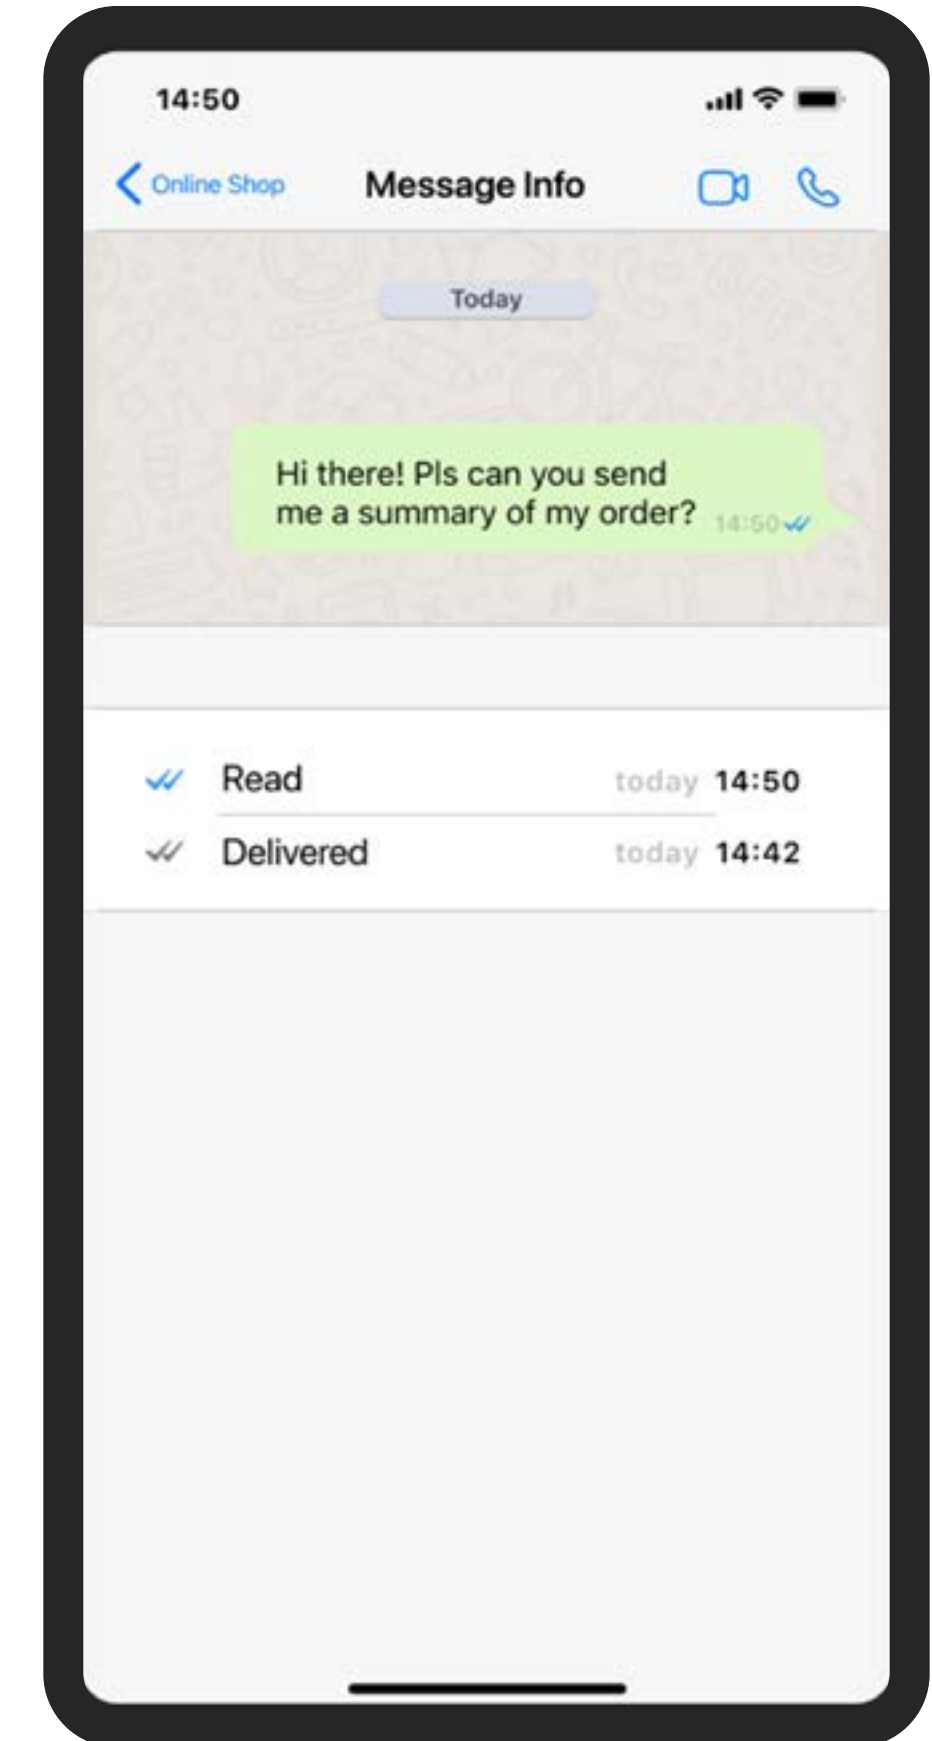 14:50
Online Shop Message Info
Today
Hi there! Pls can you send
me a summary of my order? 14:50
Read today 14:50
Delivered today 14:42